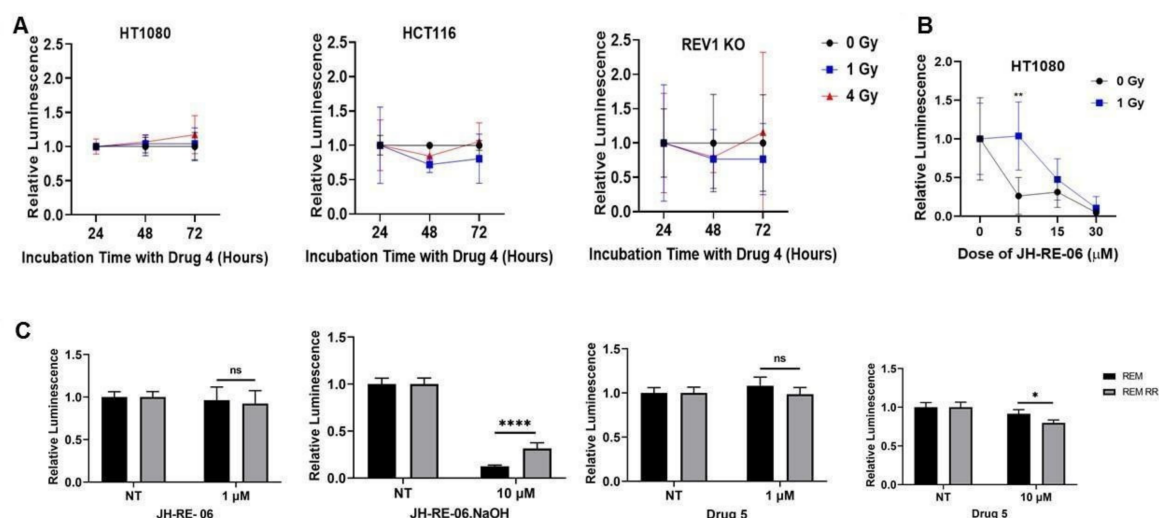 A
HT1080
Relative Luminescence
2.5
2.0
1.5
1.0
0.5
0
24 48 72
Incubation Time with Drug 4 (Hours)
HCT116
Relative Luminescence
2.5
2.0
1.5
1.0
0.5
0
24 48 72
Incubation Time with Drug 4 (Hours)
REV1 KO
Relative Luminescence
2.5
2.0
1.5
1.0
0.5
0
24 48 72
Incubation Time with Drug 4 (Hours)
0 Gy
1 Gy
4 Gy
B
HT1080
Relative Luminescence
2.0
1.5
1.0
0.5
0.0
**
0 5 15 30
Dose of JH-RE-06 (µM)
0 Gy
1 Gy
C
Relative Luminescence
1.5
1.0
0.5
0.0
ns
NT 1 µM
JH-RE- 06
Relative Luminescence
1.5
1.0
0.5
0.0
****
NT 10 µM
JH-RE-06.NaOH
Relative Luminescence
1.5
1.0
0.5
0.0
ns
NT 1 µM
Drug 5
Relative Luminescence
1.5
1.0
0.5
0.0
*
NT 10 µM
Drug 5
REM
REM RR